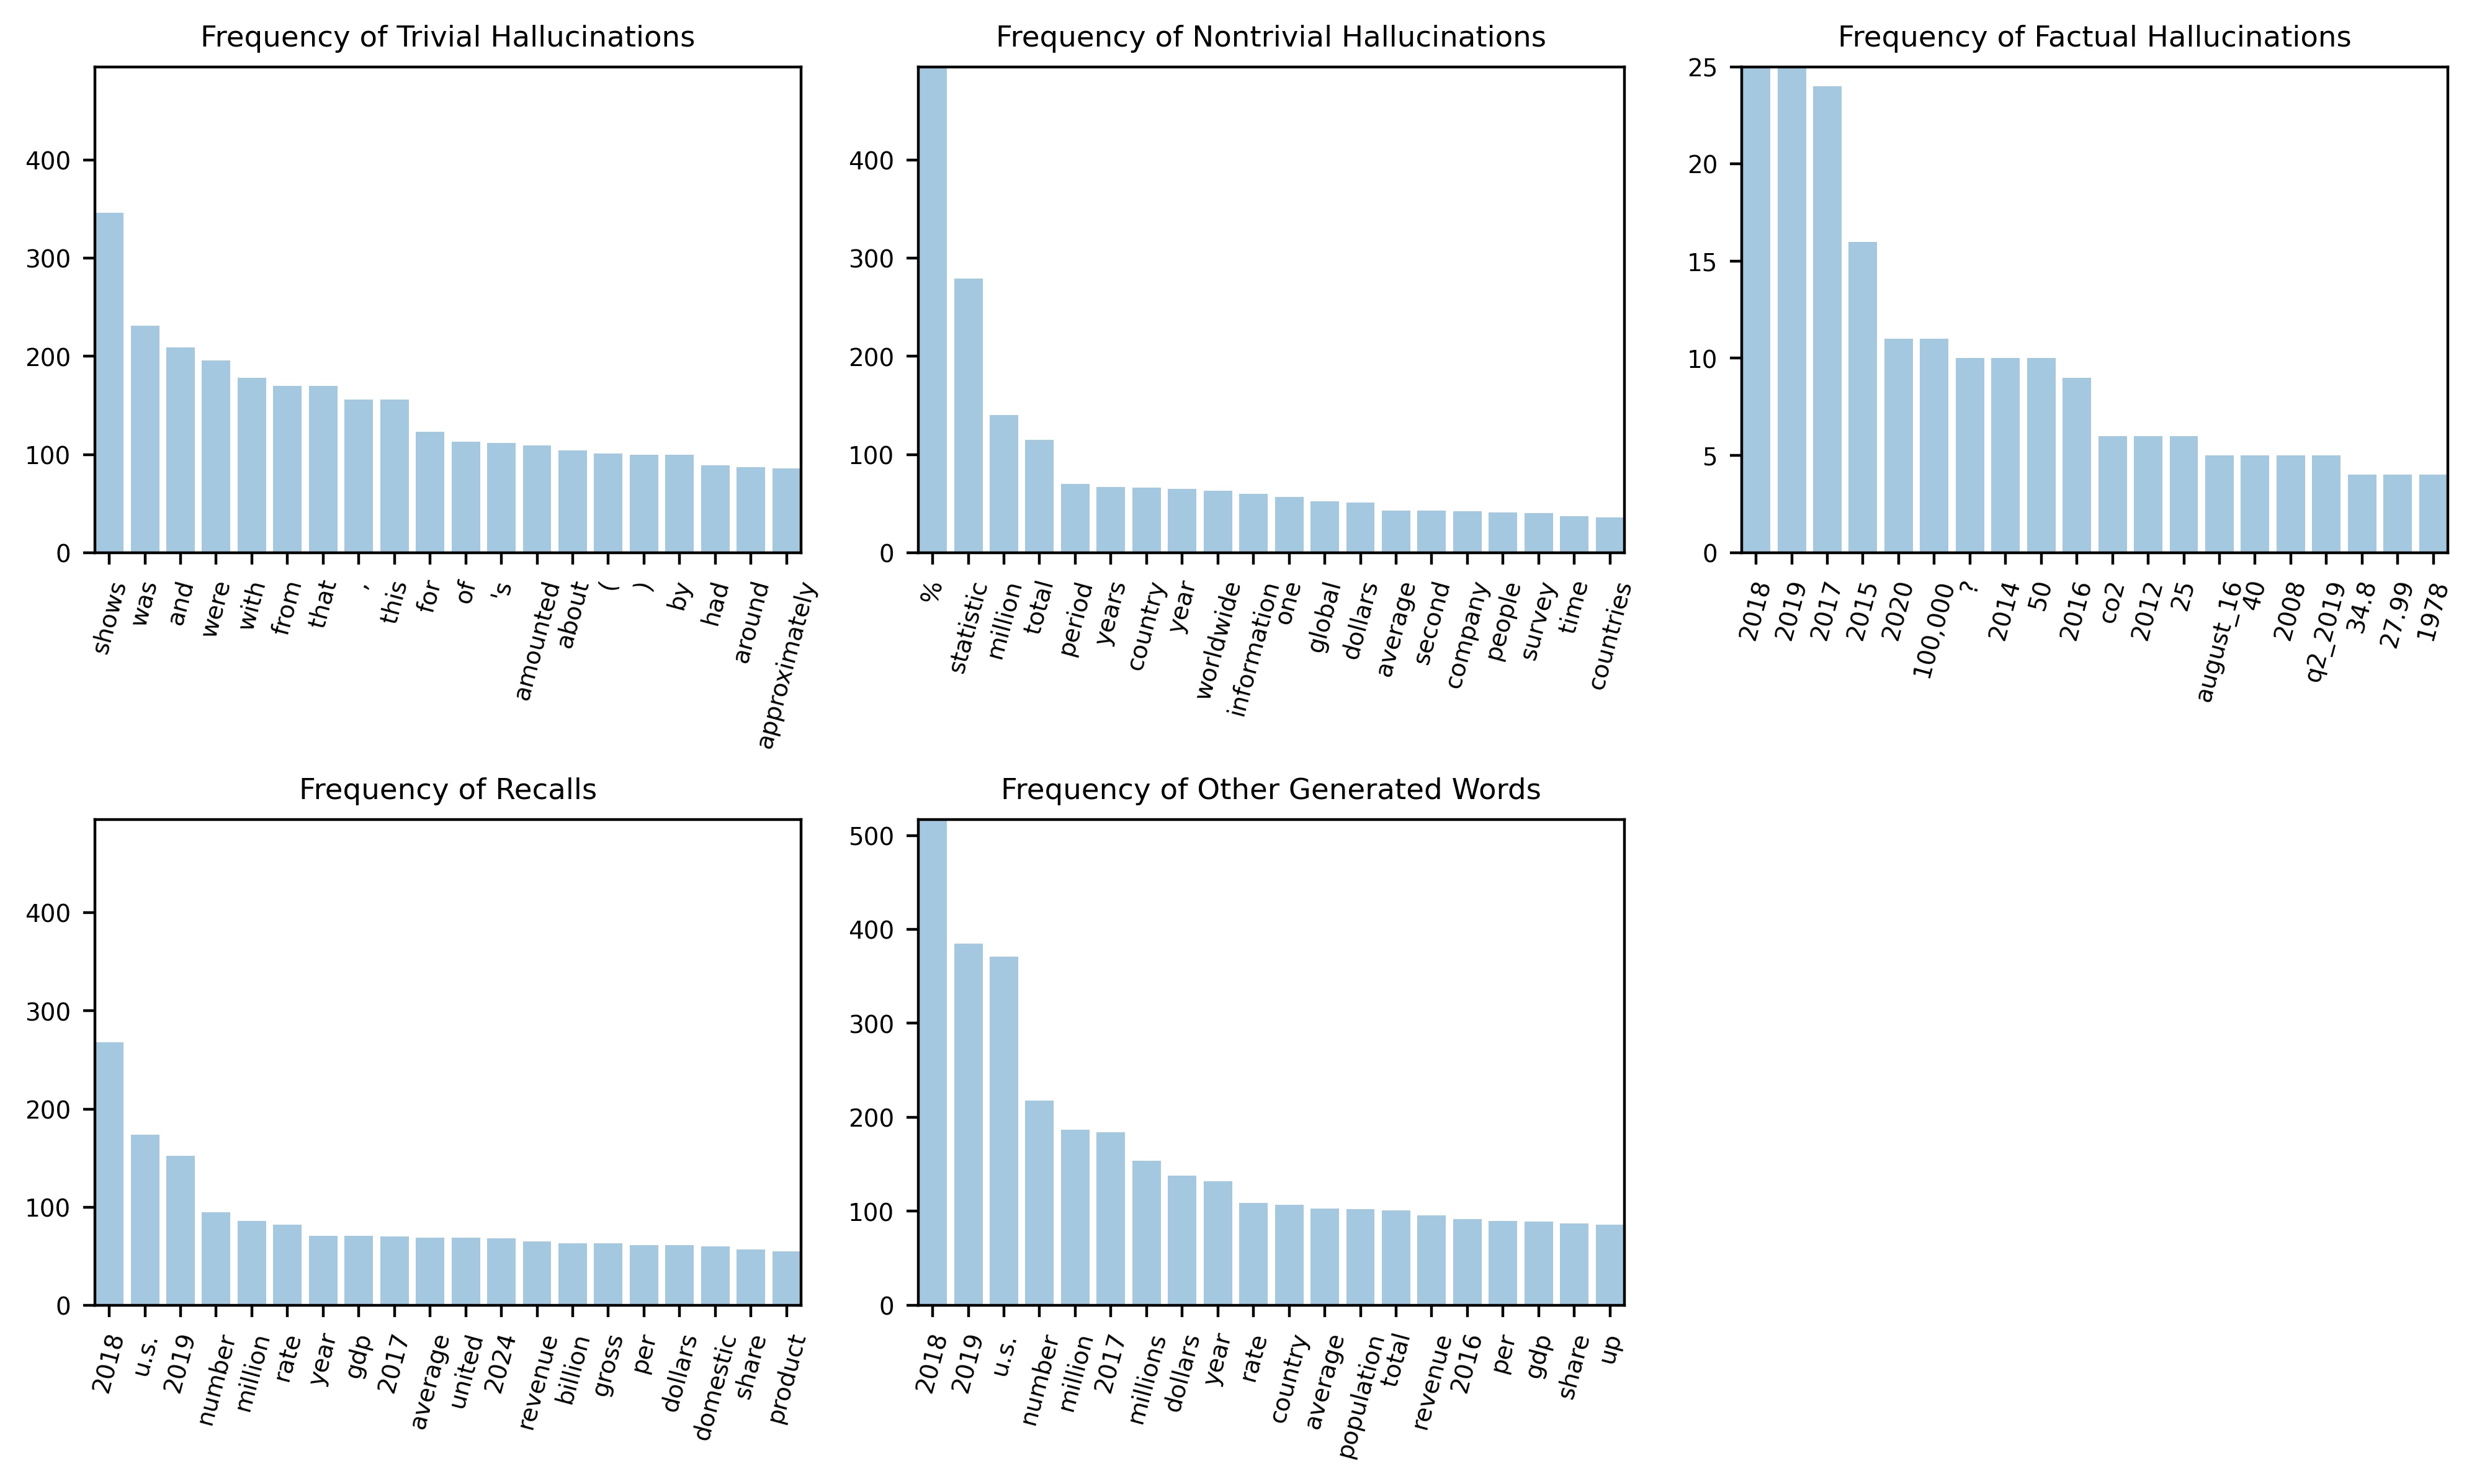 Frequency of Trivial Hallucinations
400
300
200
100
0
shows
was
and
were
with
from
that
,
this
for
of
's
amounted
about
(
)
by
had
around
approximately
Frequency of Nontrivial Hallucinations
400
300
200
100
0
%
statistic
million
total
period
years
country
year
worldwide
information
one
global
dollars
average
second
company
people
survey
time
countries
Frequency of Factual Hallucinations
25
20
15
10
5
0
2018
2019
2017
2015
2020
100,000
?
2014
50
2016
co2
2012
25
august_16
40
2008
q2_2019
34.8
27.99
1978
Frequency of Recalls
400
300
200
100
0
2018
u.s.
2019
number
million
rate
year
gdp
2017
average
united
2024
revenue
billion
gross
per
dollars
domestic
share
product
Frequency of Other Generated Words
500
400
300
200
100
0
2018
2019
u.s.
number
million
2017
millions
dollars
year
rate
country
average
population
total
revenue
2016
per
gdp
share
up